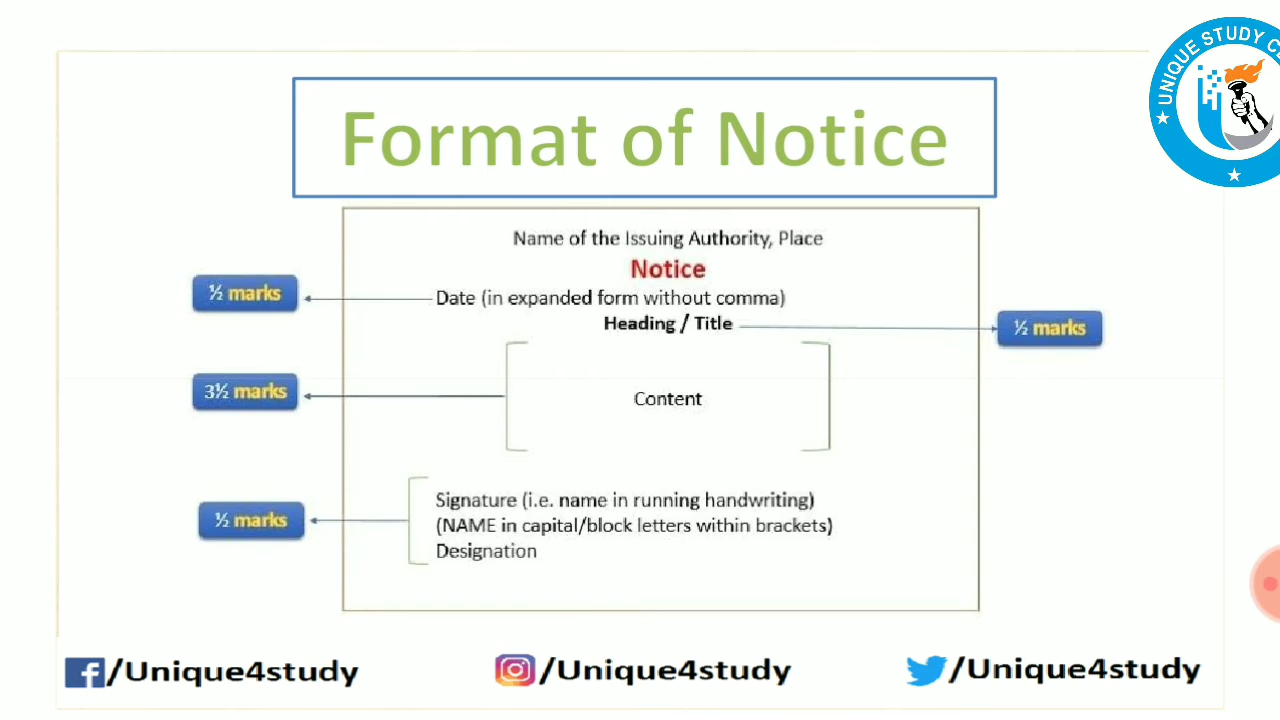 UNIQUE STUDY
Format of Notice
Name of the Issuing Authority, Place
Notice
½ marks
Date (in expanded form without comma)
Heading / Title
½ marks
3½ marks
Content
Signature (i.e. name in running handwriting)
½ marks
(NAME in capital/block letters within brackets)
Designation
/Unique4study
/Unique4study
/Unique4study